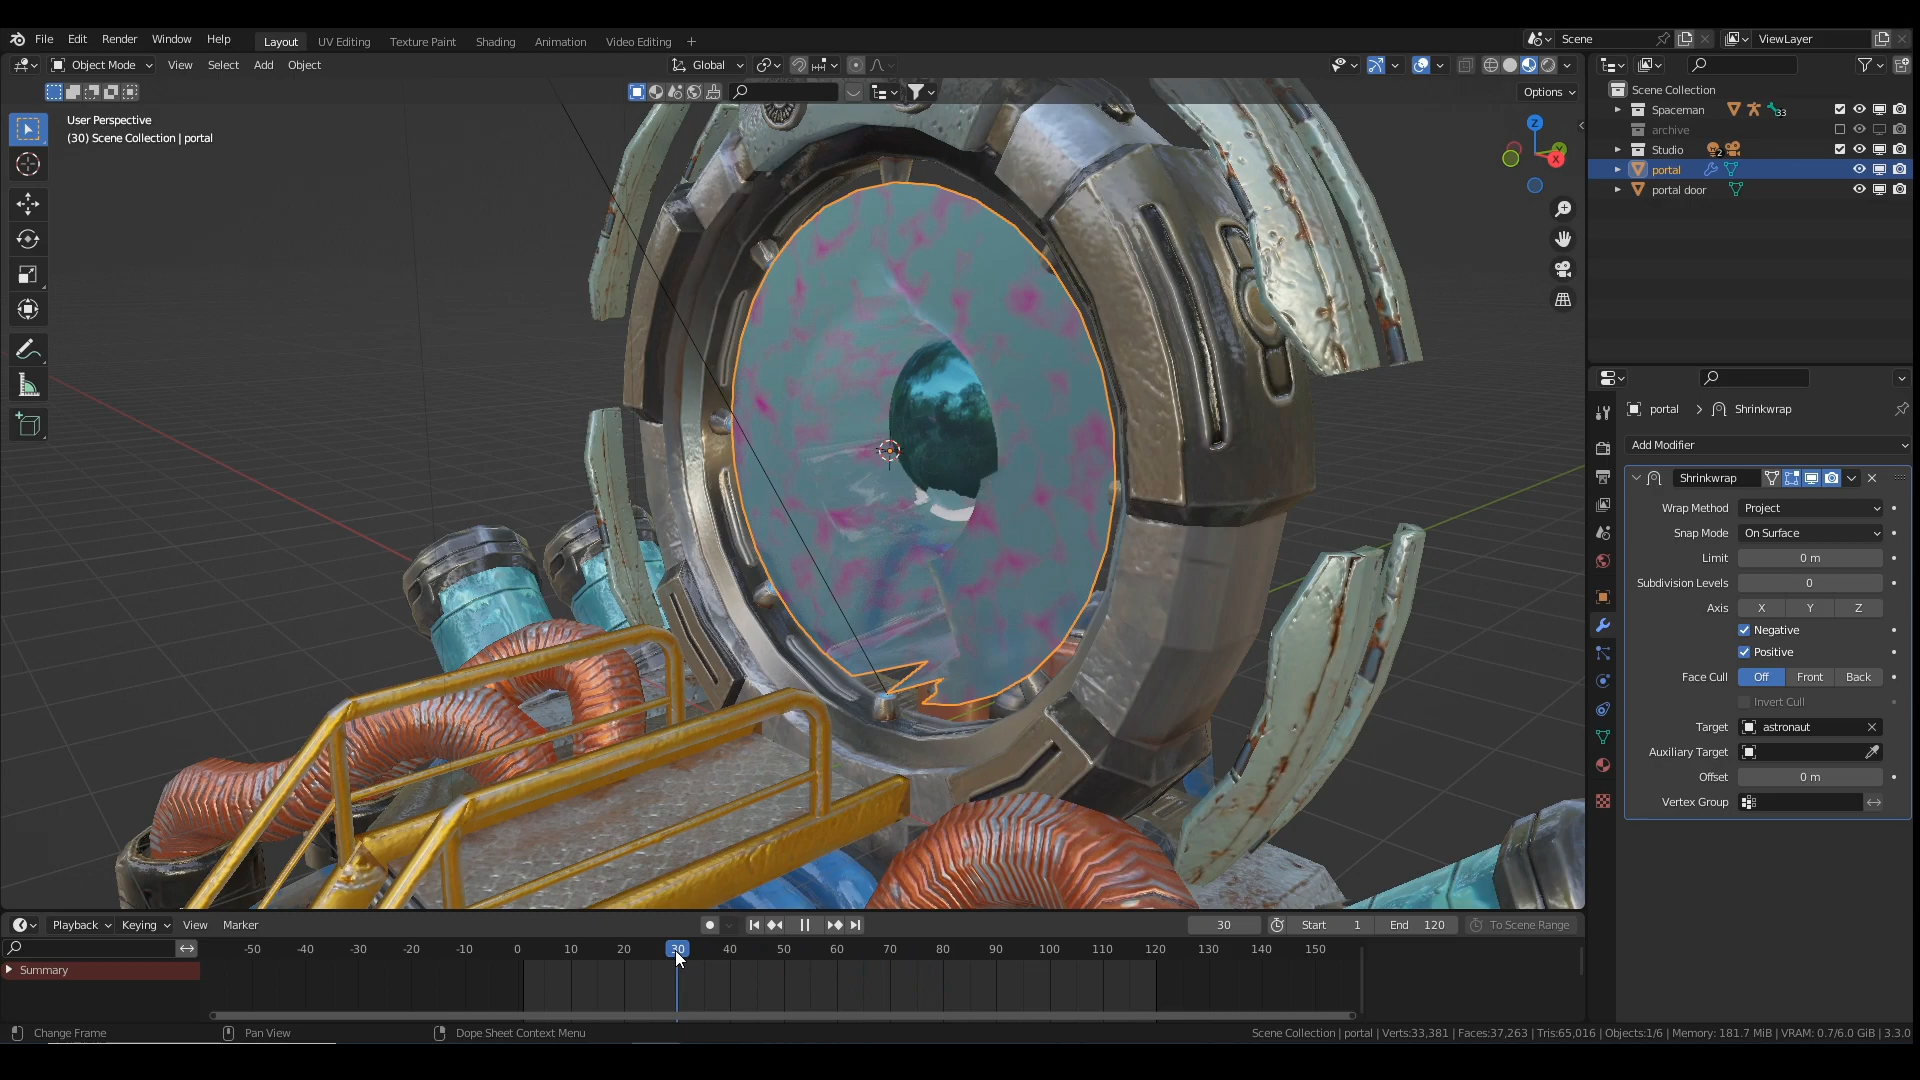 File Edit Render Window Help Layout UV Editing Texture Paint Shading Animation Video Editing + Scene ViewLayer
Object Mode View Select Add Object Global
Options
User Perspective
(30) Scene Collection | portal
Z
Y
X
Scene Collection
Spaceman 33
archive
Studio 2
portal
portal door
portal > Shrinkwrap
Add Modifier
Shrinkwrap
Wrap Method Project
Snap Mode On Surface
Limit 0 m
Subdivision Levels 0
Axis X Y Z
Negative
Positive
Face Cull Off Front Back
Invert Cull
Target astronaut
Auxiliary Target
Offset 0 m
Vertex Group
Playback Keying View Marker 30 Start 1 End 120 To Scene Range
-50 -40 -30 -20 -10 0 10 20 30 40 50 60 70 80 90 100 110 120 130 140 150
Summary
Change Frame Pan View Dope Sheet Context Menu Scene Collection | portal | Verts:33,381 | Faces:37,263 | Tris:65,016 | Objects:1/6 | Memory: 181.7 MiB | VRAM: 0.7/6.0 GiB | 3.3.0